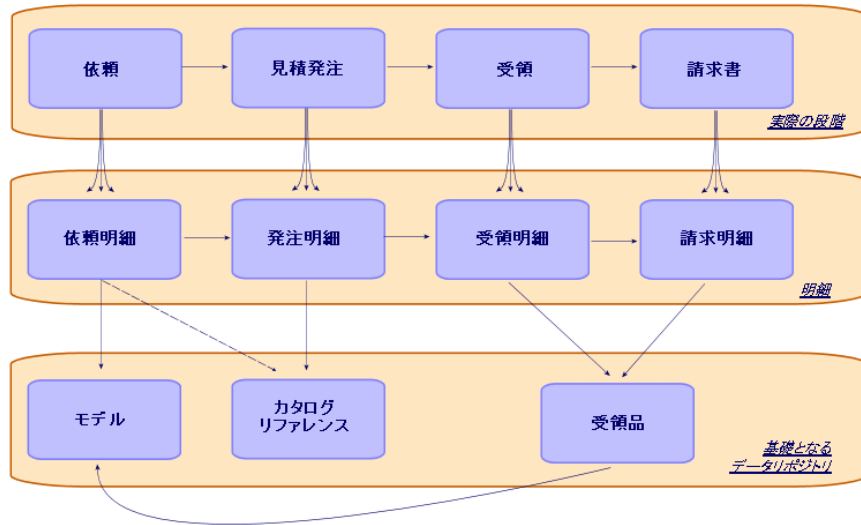 依頼
見積発注
受領
請求書
実際の段階
依頼明細
発注明細
受領明細
請求明細
明細
モデル
カタログ
リファレンス
受領品
基礎となる
データリポジトリ